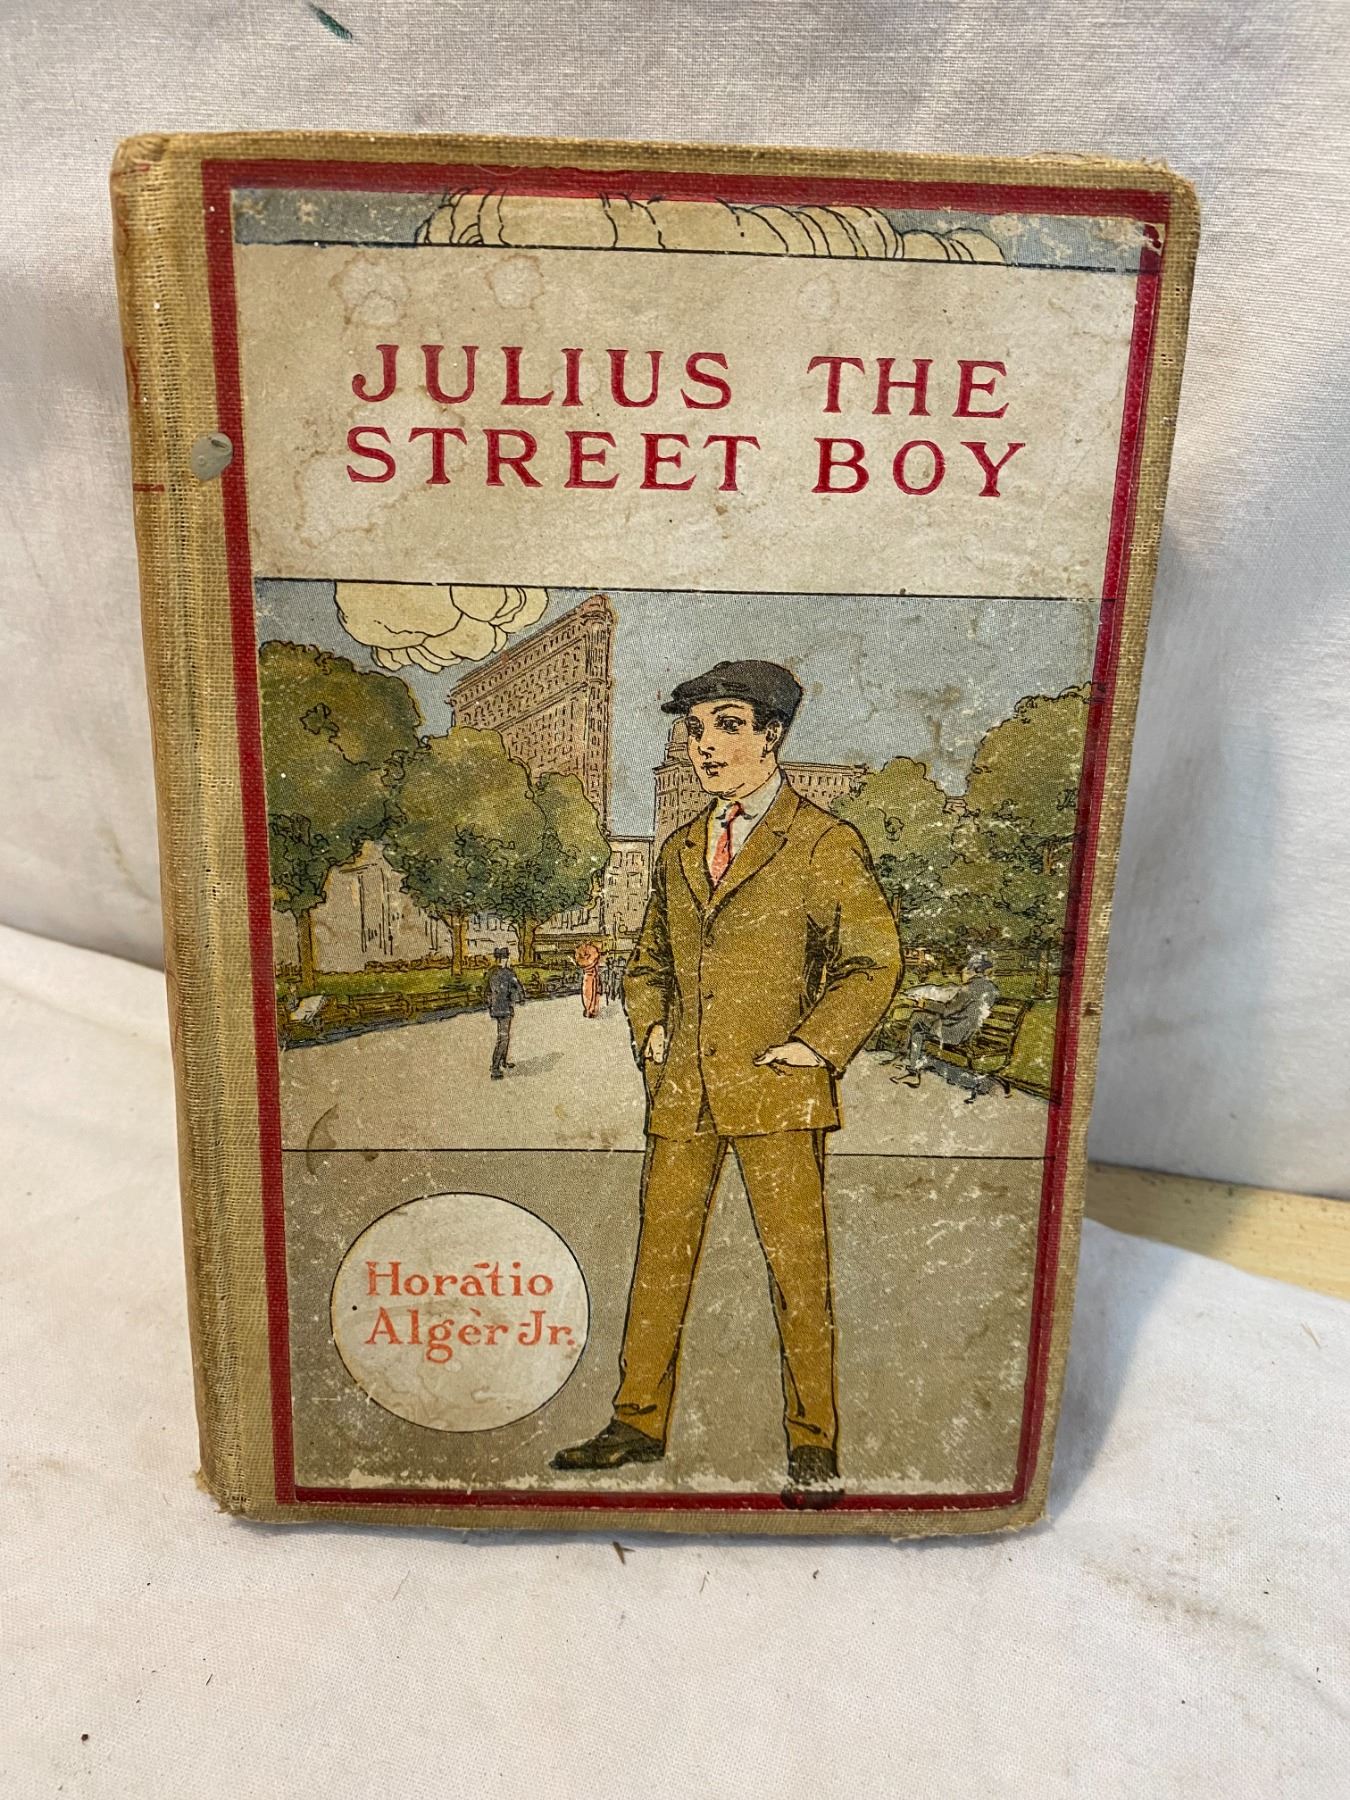 JULIUS THE
STREET BOY
Horatio
Alger Jr.